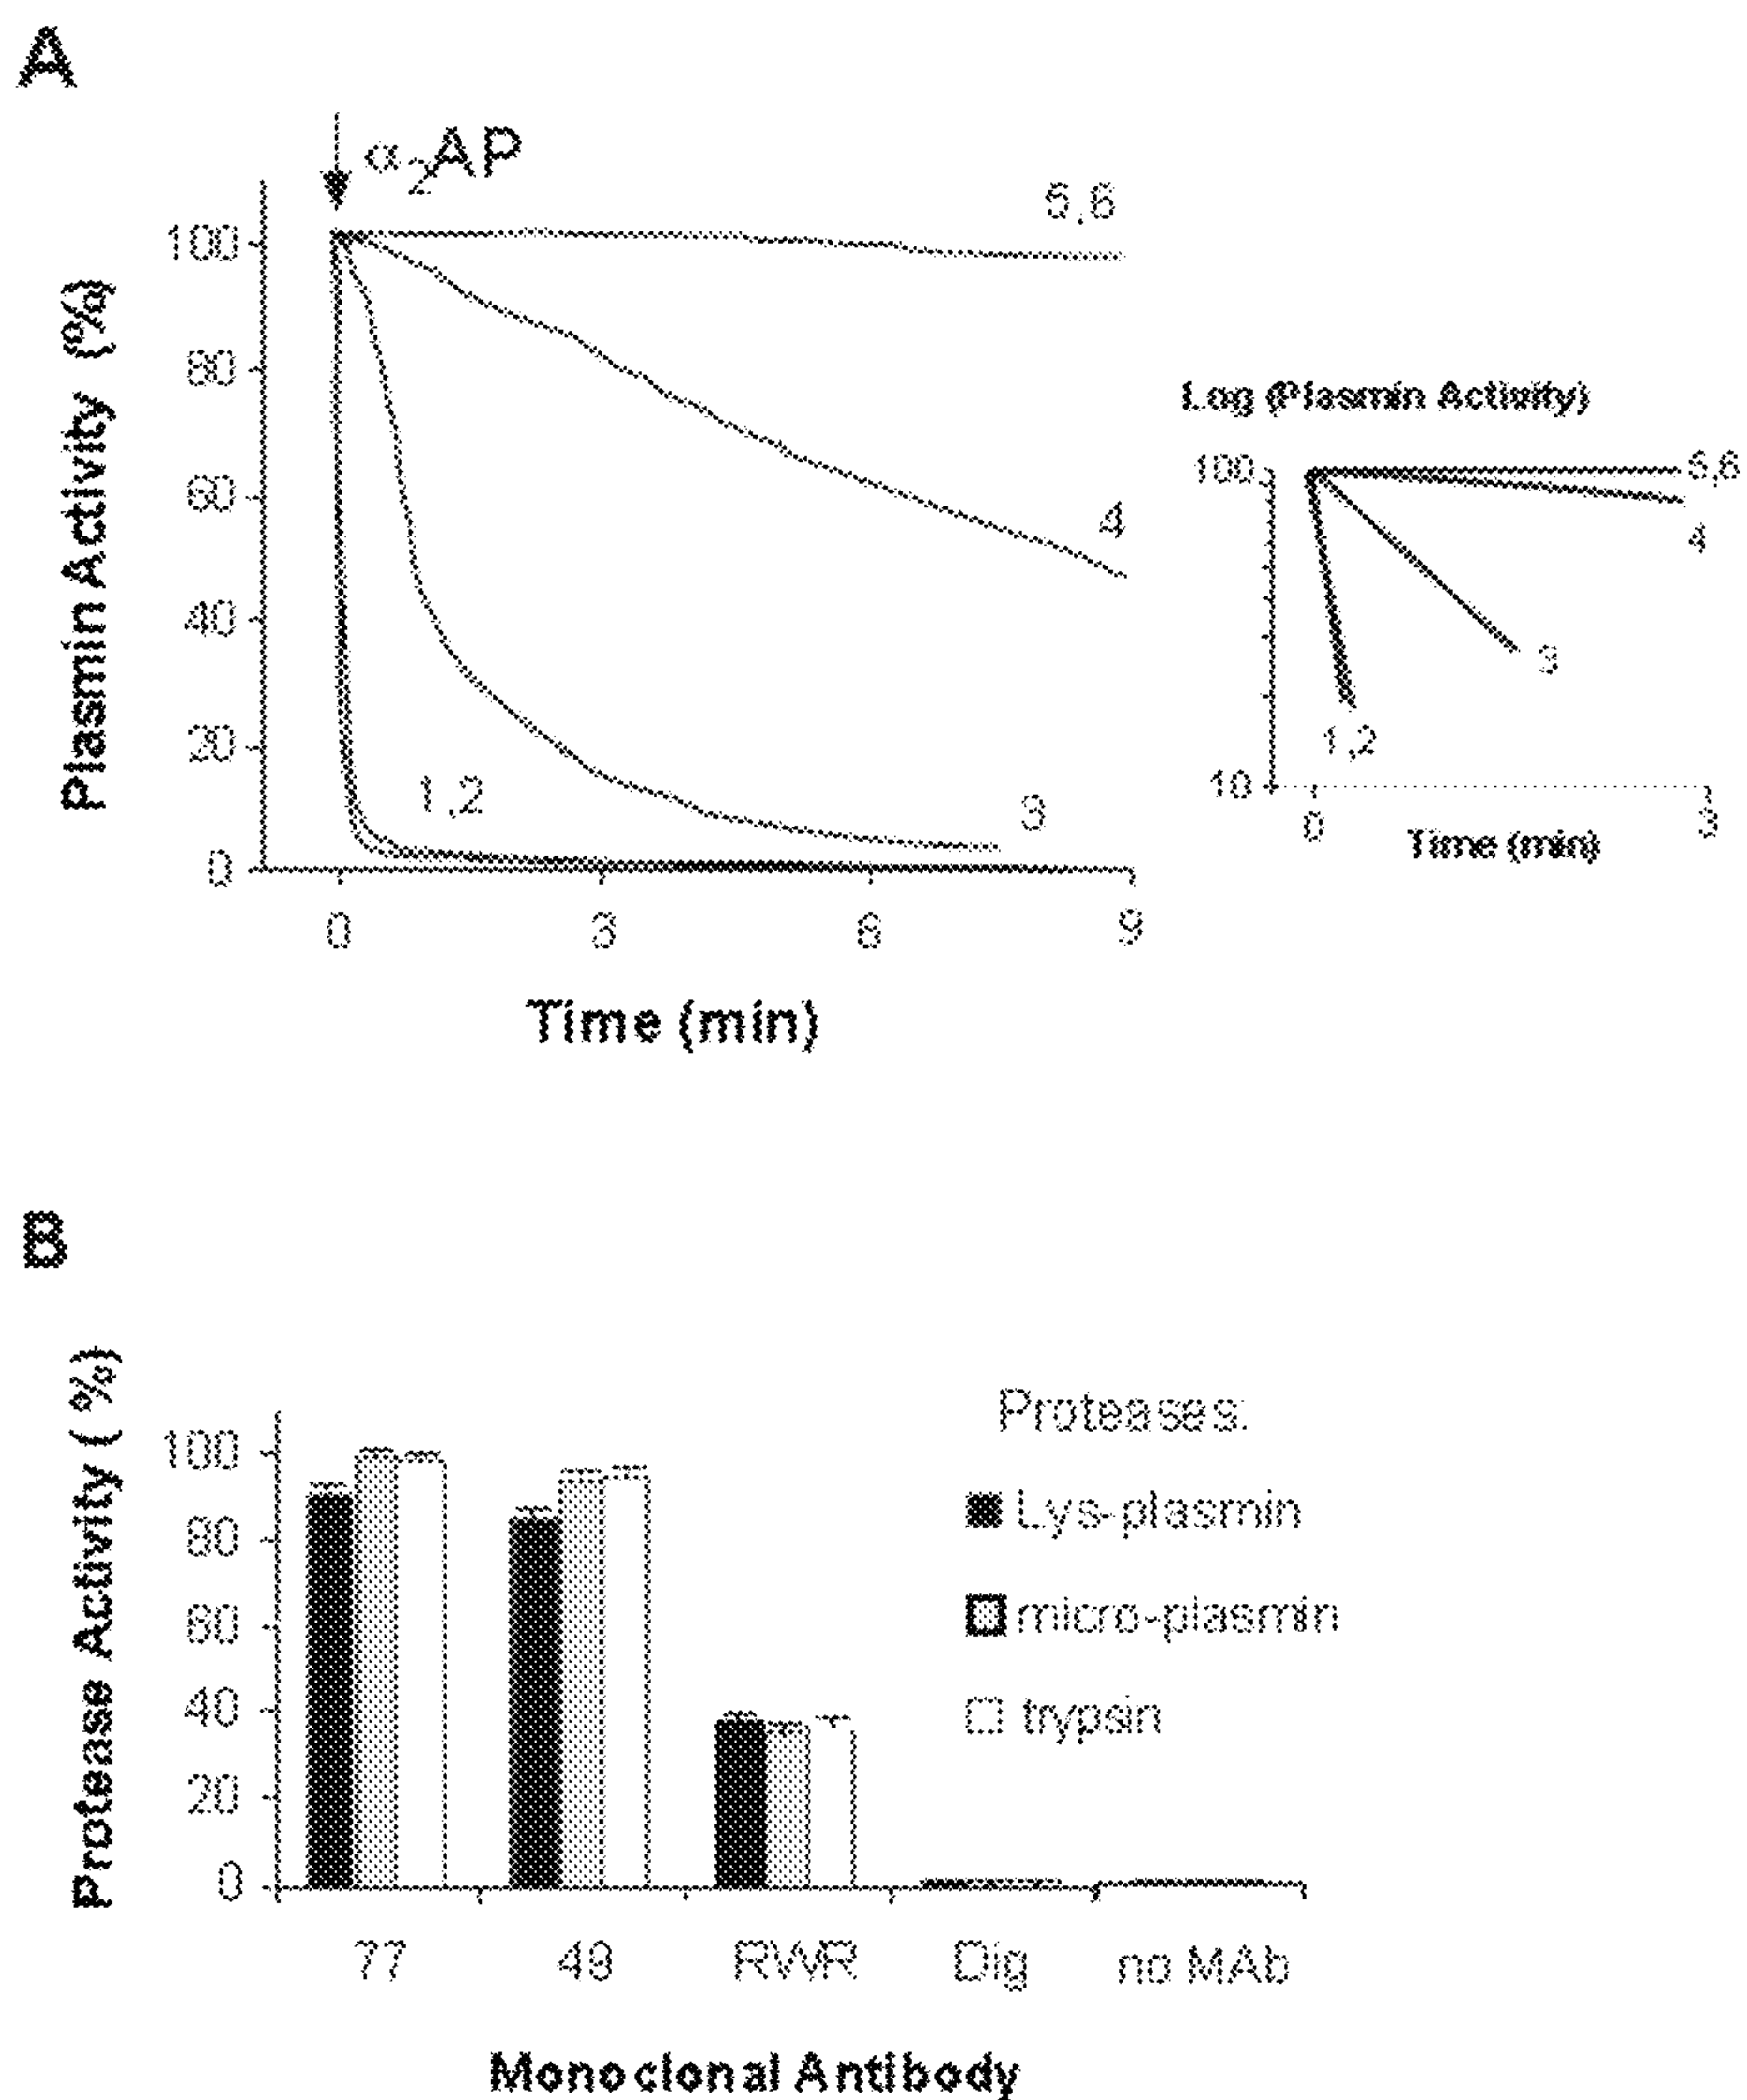 A
α2AP
Plasmin Activity (%)
100
80
60
40
20
0
5,6
4
3
1,2
0 3 6 9
Time (min)
Log (Plasmin Activity)
100
10
5,6
4
3
1,2
0 3
Time (min)
B
Protease Activity ( %)
100
80
60
40
20
0
Proteases:
Lys-plasmin
micro-plasmin
trypsin
77 49 RWR Dig no MAb
Monoclonal Antibody